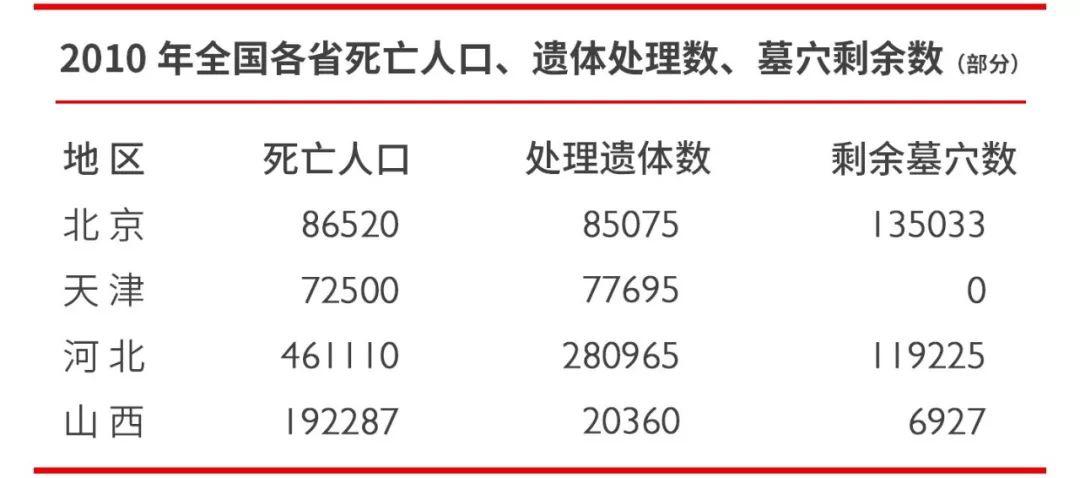 2010 年全国各省死亡人口、遗体处理数、墓穴剩余数（部分）
地区 死亡人口 处理遗体数 剩余墓穴数
北京 86520 85075 135033
天津 72500 77695 0
河北 461110 280965 119225
山西 192287 20360 6927